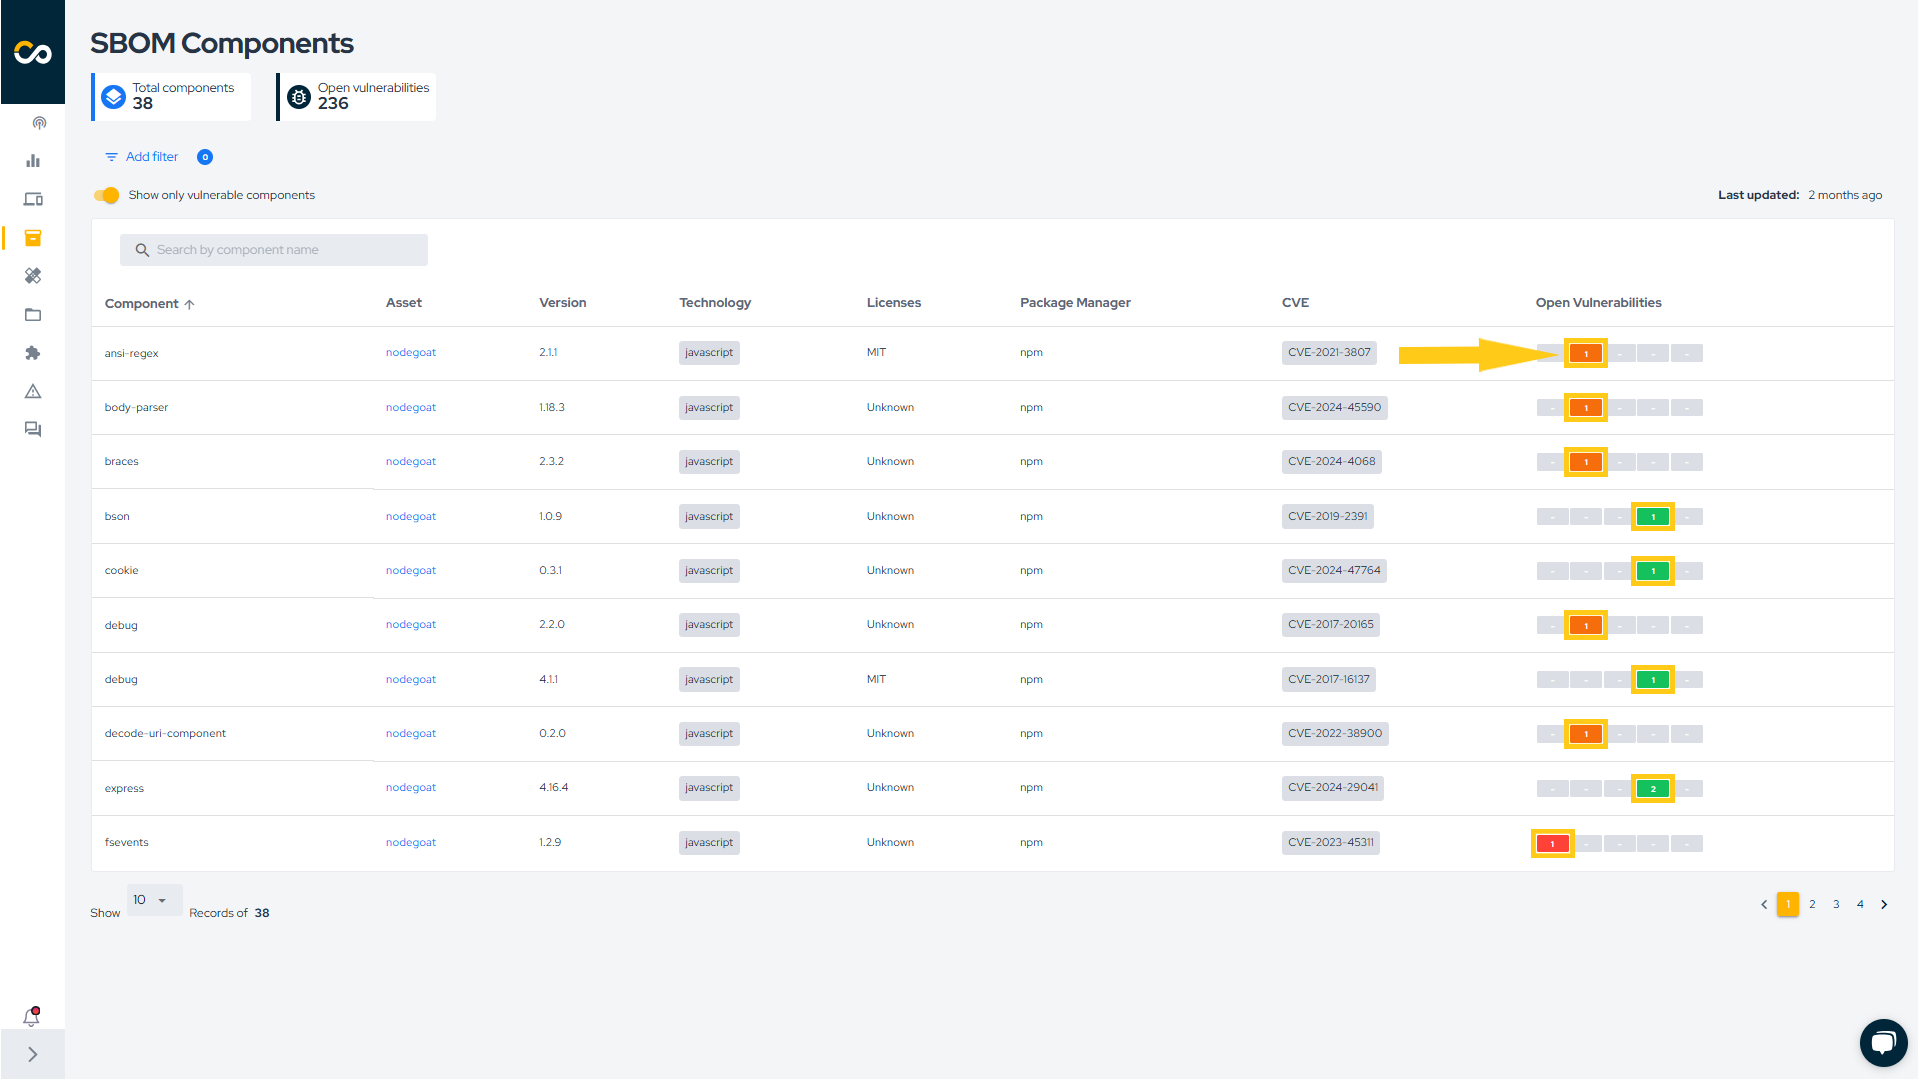 SBOM Components
Total components
38
Open vulnerabilities
236
Add filter 0
Show only vulnerable components
Last updated: 2 months ago
Search by component name
Component Asset Version Technology Licenses Package Manager CVE Open Vulnerabilities
ansi-regex nodegoat 2.1.1 javascript MIT npm CVE-2021-3807 1 - - -
body-parser nodegoat 1.18.3 javascript Unknown npm CVE-2024-45590 - 1 - - -
braces nodegoat 2.3.2 javascript Unknown npm CVE-2024-4068 - 1 - - -
bson nodegoat 1.0.9 javascript Unknown npm CVE-2019-2391 - - - 1 -
cookie nodegoat 0.3.1 javascript Unknown npm CVE-2024-47764 - - - 1 -
debug nodegoat 2.2.0 javascript Unknown npm CVE-2017-20165 - 1 - - -
debug nodegoat 4.1.1 javascript MIT npm CVE-2017-16137 - - - 1 -
decode-uri-component nodegoat 0.2.0 javascript Unknown npm CVE-2022-38900 - 1 - - -
express nodegoat 4.16.4 javascript Unknown npm CVE-2024-29041 - - - 2 -
fsevents nodegoat 1.2.9 javascript Unknown npm CVE-2023-45311 1 - - - -
Show 10 Records of 38
1 2 3 4